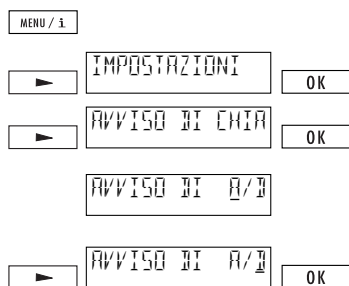 MENU / i
IMPOSTAZIONI
OK
AVVISO DI CHIA
OK
AVVISO DI A/D
AVVISO DI A/D
OK